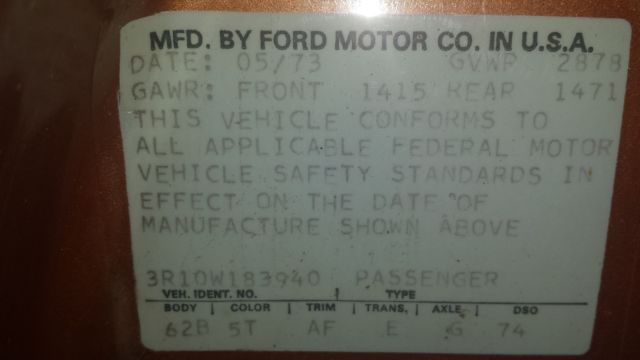 MFD. BY FORD MOTOR CO. IN U.S.A.
DATE: 05/73 GVWR 2878
GAWR: FRONT 1415 REAR 1471
THIS VEHICLE CONFORMS TO
ALL APPLICABLE FEDERAL MOTOR
VEHICLE SAFETY STANDARDS IN
EFFECT ON THE DATE OF
MANUFACTURE SHOWN ABOVE
3R10W183940 PASSENGER
VEH. IDENT. NO. TYPE
BODY COLOR TRIM TRANS. AXLE DSO
62B 5T AF E G 74